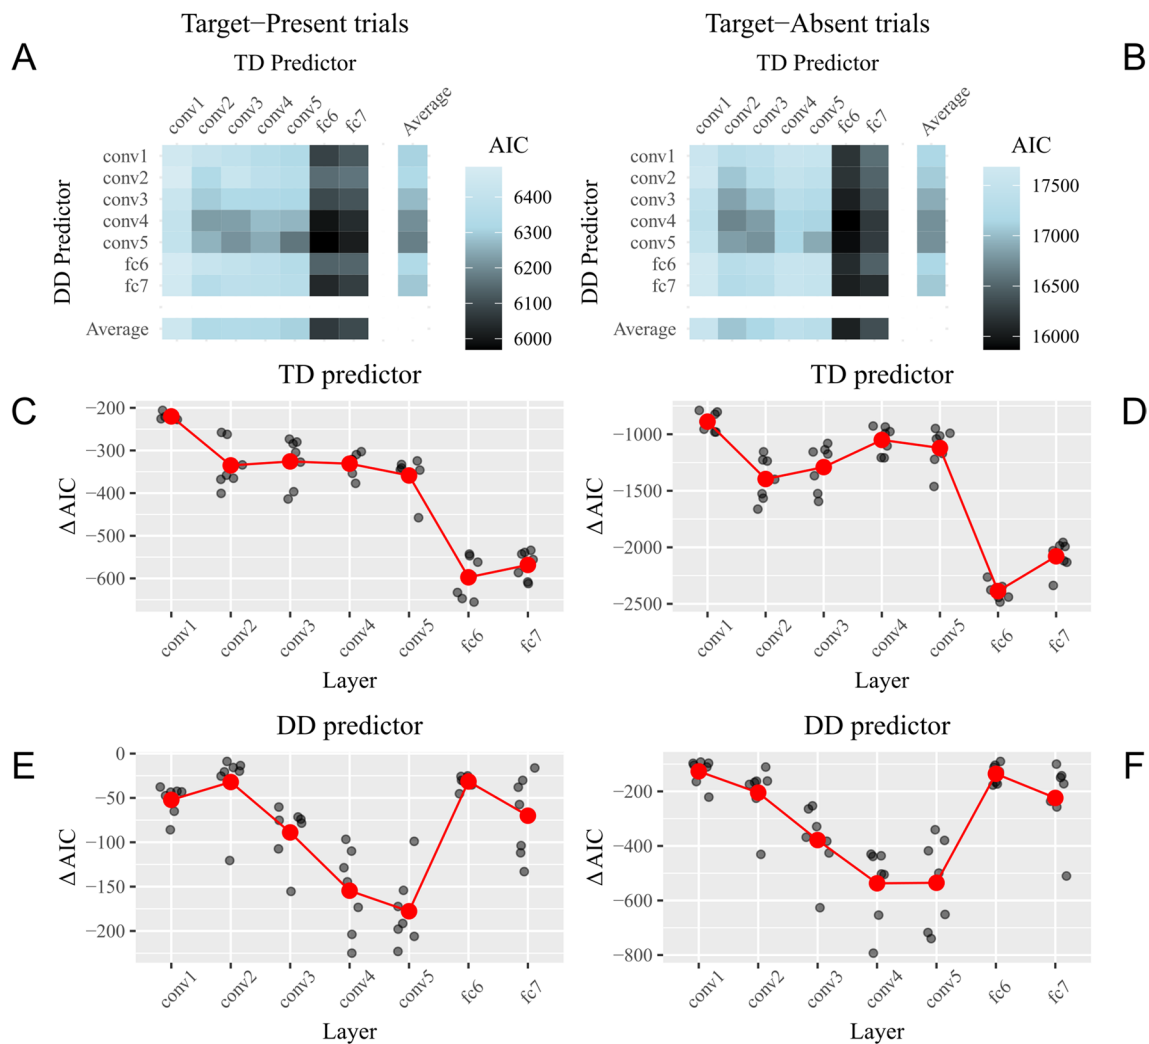 Target−Present trials
Target−Absent trials
A
B
TD Predictor
TD Predictor
conv1 conv2 conv3 conv4 conv5 fc6 fc7 Average
conv1 conv2 conv3 conv4 conv5 fc6 fc7 Average
DD Predictor
conv1
conv2
conv3
conv4
conv5
fc6
fc7
Average
AIC
6400
6300
6200
6100
6000
DD Predictor
conv1
conv2
conv3
conv4
conv5
fc6
fc7
Average
AIC
17500
17000
16500
16000
C
TD predictor
Δ AIC
−200
−300
−400
−500
−600
conv1 conv2 conv3 conv4 conv5 fc6 fc7
Layer
D
TD predictor
Δ AIC
−1000
−1500
−2000
−2500
conv1 conv2 conv3 conv4 conv5 fc6 fc7
Layer
E
DD predictor
Δ AIC
0
−50
−100
−150
−200
conv1 conv2 conv3 conv4 conv5 fc6 fc7
Layer
F
DD predictor
Δ AIC
−200
−400
−600
−800
conv1 conv2 conv3 conv4 conv5 fc6 fc7
Layer